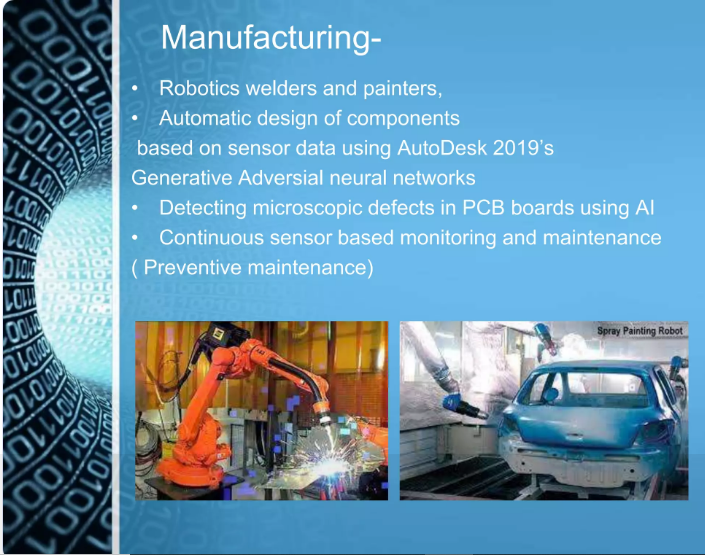 Manufacturing-
• Robotics welders and painters,
• Automatic design of components
based on sensor data using AutoDesk 2019's
Generative Adversial neural networks
• Detecting microscopic defects in PCB boards using AI
• Continuous sensor based monitoring and maintenance
( Preventive maintenance)
Spray Painting Robot